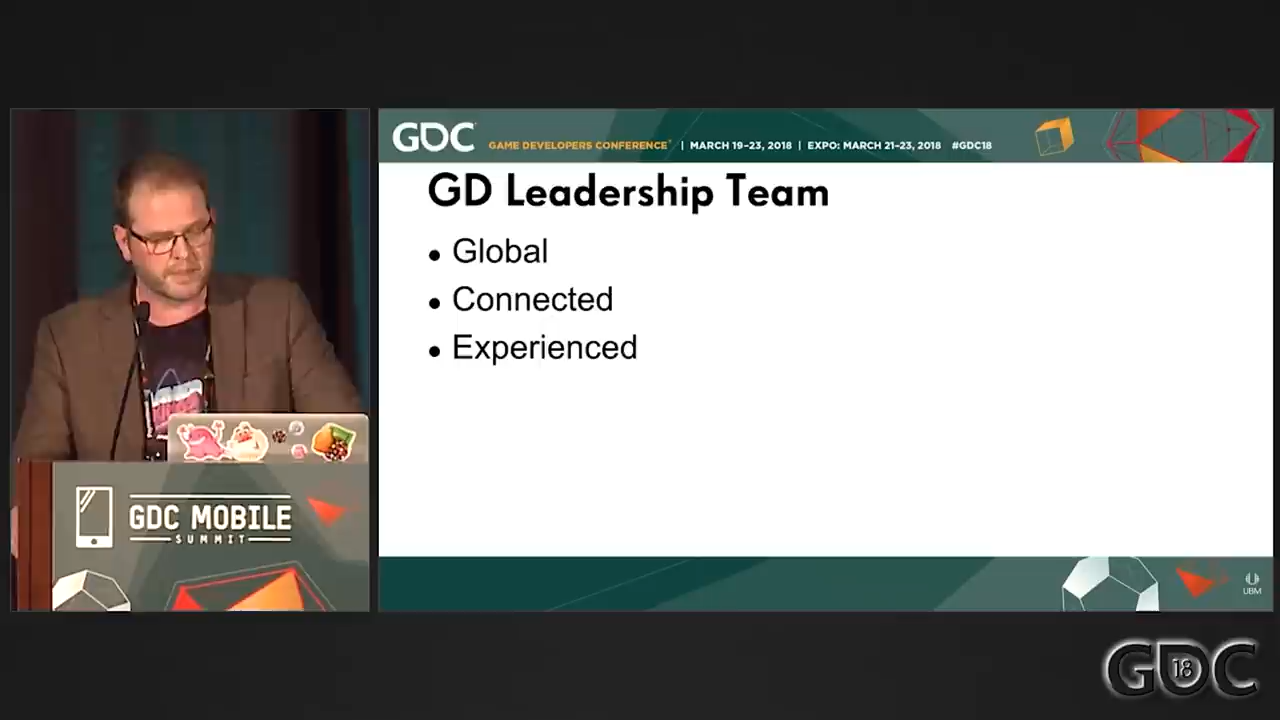 GDC
GAME DEVELOPERS CONFERENCE | MARCH 19-23, 2018 | EXPO: MARCH 21-23, 2018 #GDC18
GD Leadership Team
• Global
• Connected
• Experienced
GDC MOBILE
SUMMIT
UBM
GDC 18